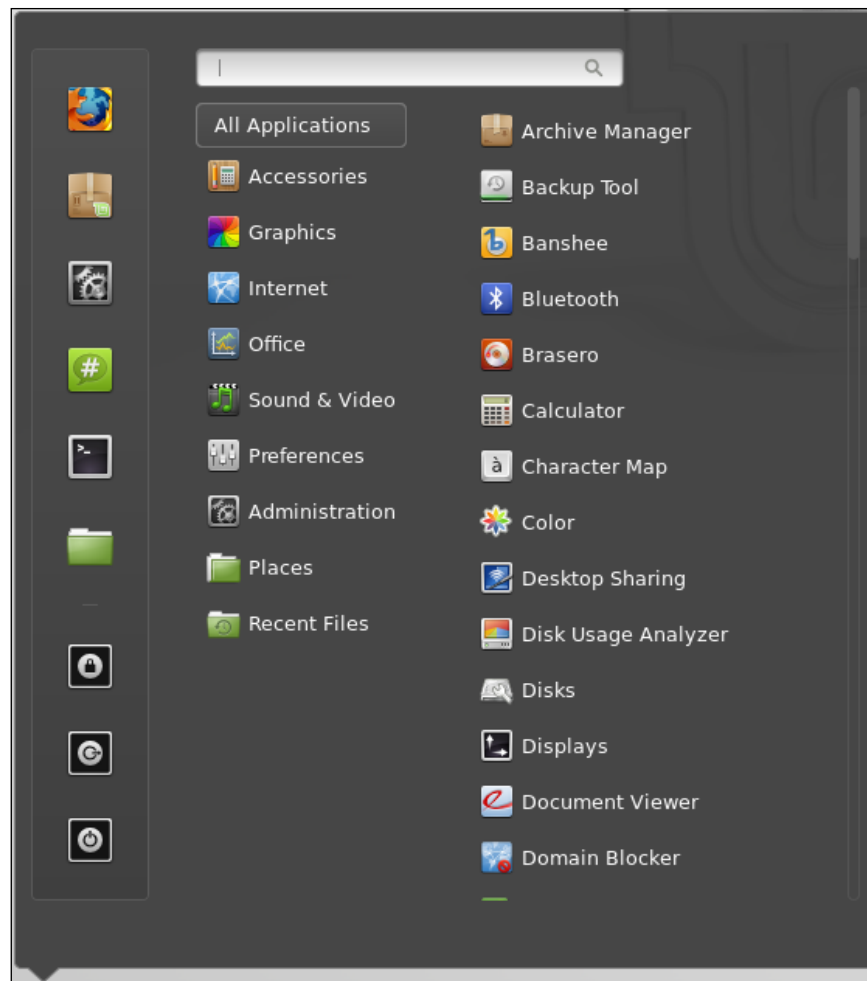 All Applications
Accessories
Graphics
Internet
Office
Sound & Video
Preferences
Administration
Places
Recent Files
Archive Manager
Backup Tool
Banshee
Bluetooth
Brasero
Calculator
Character Map
Color
Desktop Sharing
Disk Usage Analyzer
Disks
Displays
Document Viewer
Domain Blocker